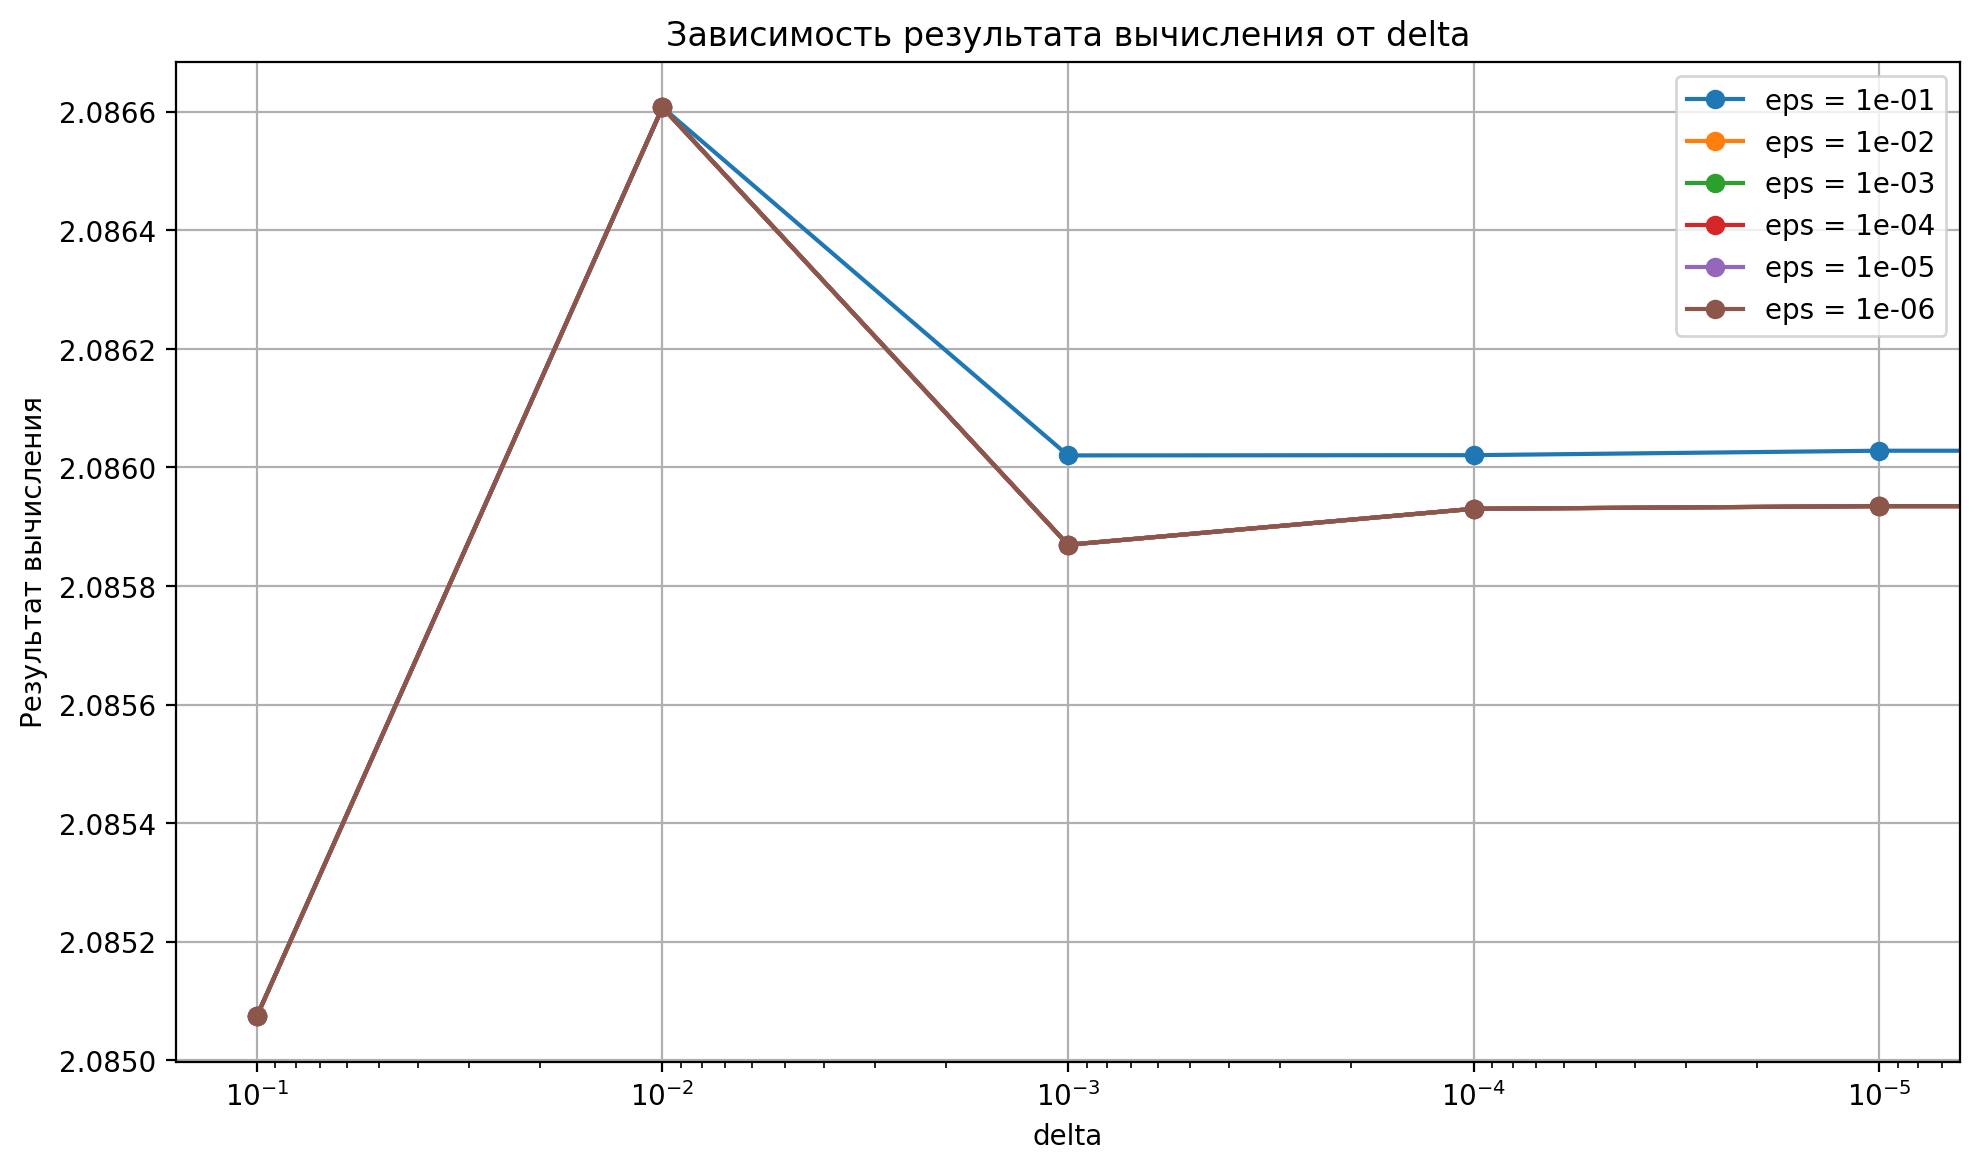 Зависимость результата вычисления от delta
2.0866
2.0864
2.0862
2.0860
2.0858
2.0856
2.0854
2.0852
2.0850
Результат вычисления
eps = 1e-01
eps = 1e-02
eps = 1e-03
eps = 1e-04
eps = 1e-05
eps = 1e-06
10⁻¹ 10⁻² 10⁻³ 10⁻⁴ 10⁻⁵
delta